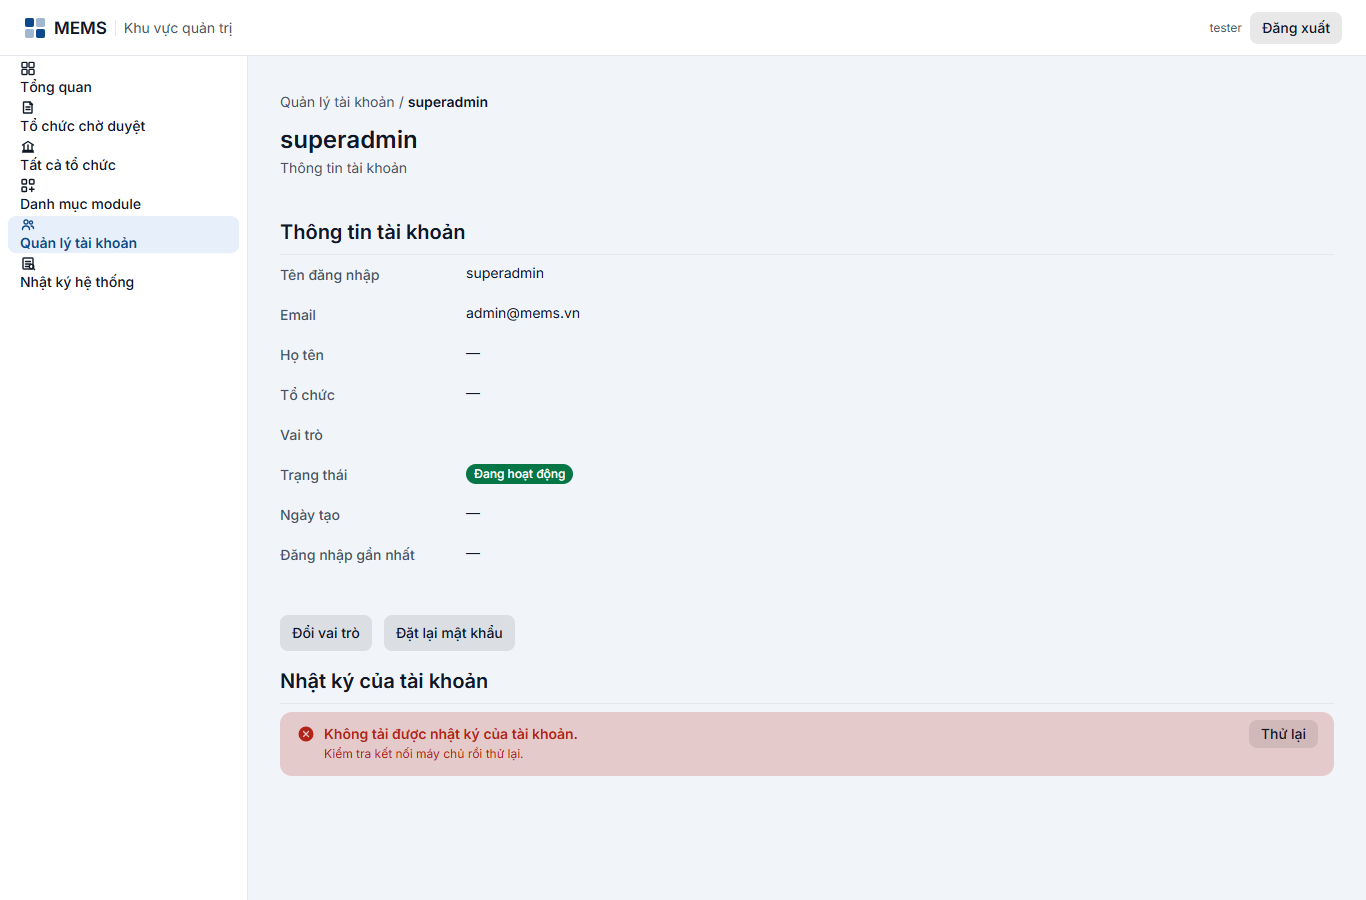 MEMS
Khu vực quản trị
tester
Đăng xuất
Tổng quan
Tổ chức chờ duyệt
Tất cả tổ chức
Danh mục module
Quản lý tài khoản
Nhật ký hệ thống
Quản lý tài khoản / superadmin
superadmin
Thông tin tài khoản
Thông tin tài khoản
Tên đăng nhập
superadmin
Email
admin@mems.vn
Họ tên
—
Tổ chức
—
Vai trò
Trạng thái
Đang hoạt động
Ngày tạo
—
Đăng nhập gần nhất
—
Đổi vai trò
Đặt lại mật khẩu
Nhật ký của tài khoản
Không tải được nhật ký của tài khoản.
Kiểm tra kết nối máy chủ rồi thử lại.
Thử lại